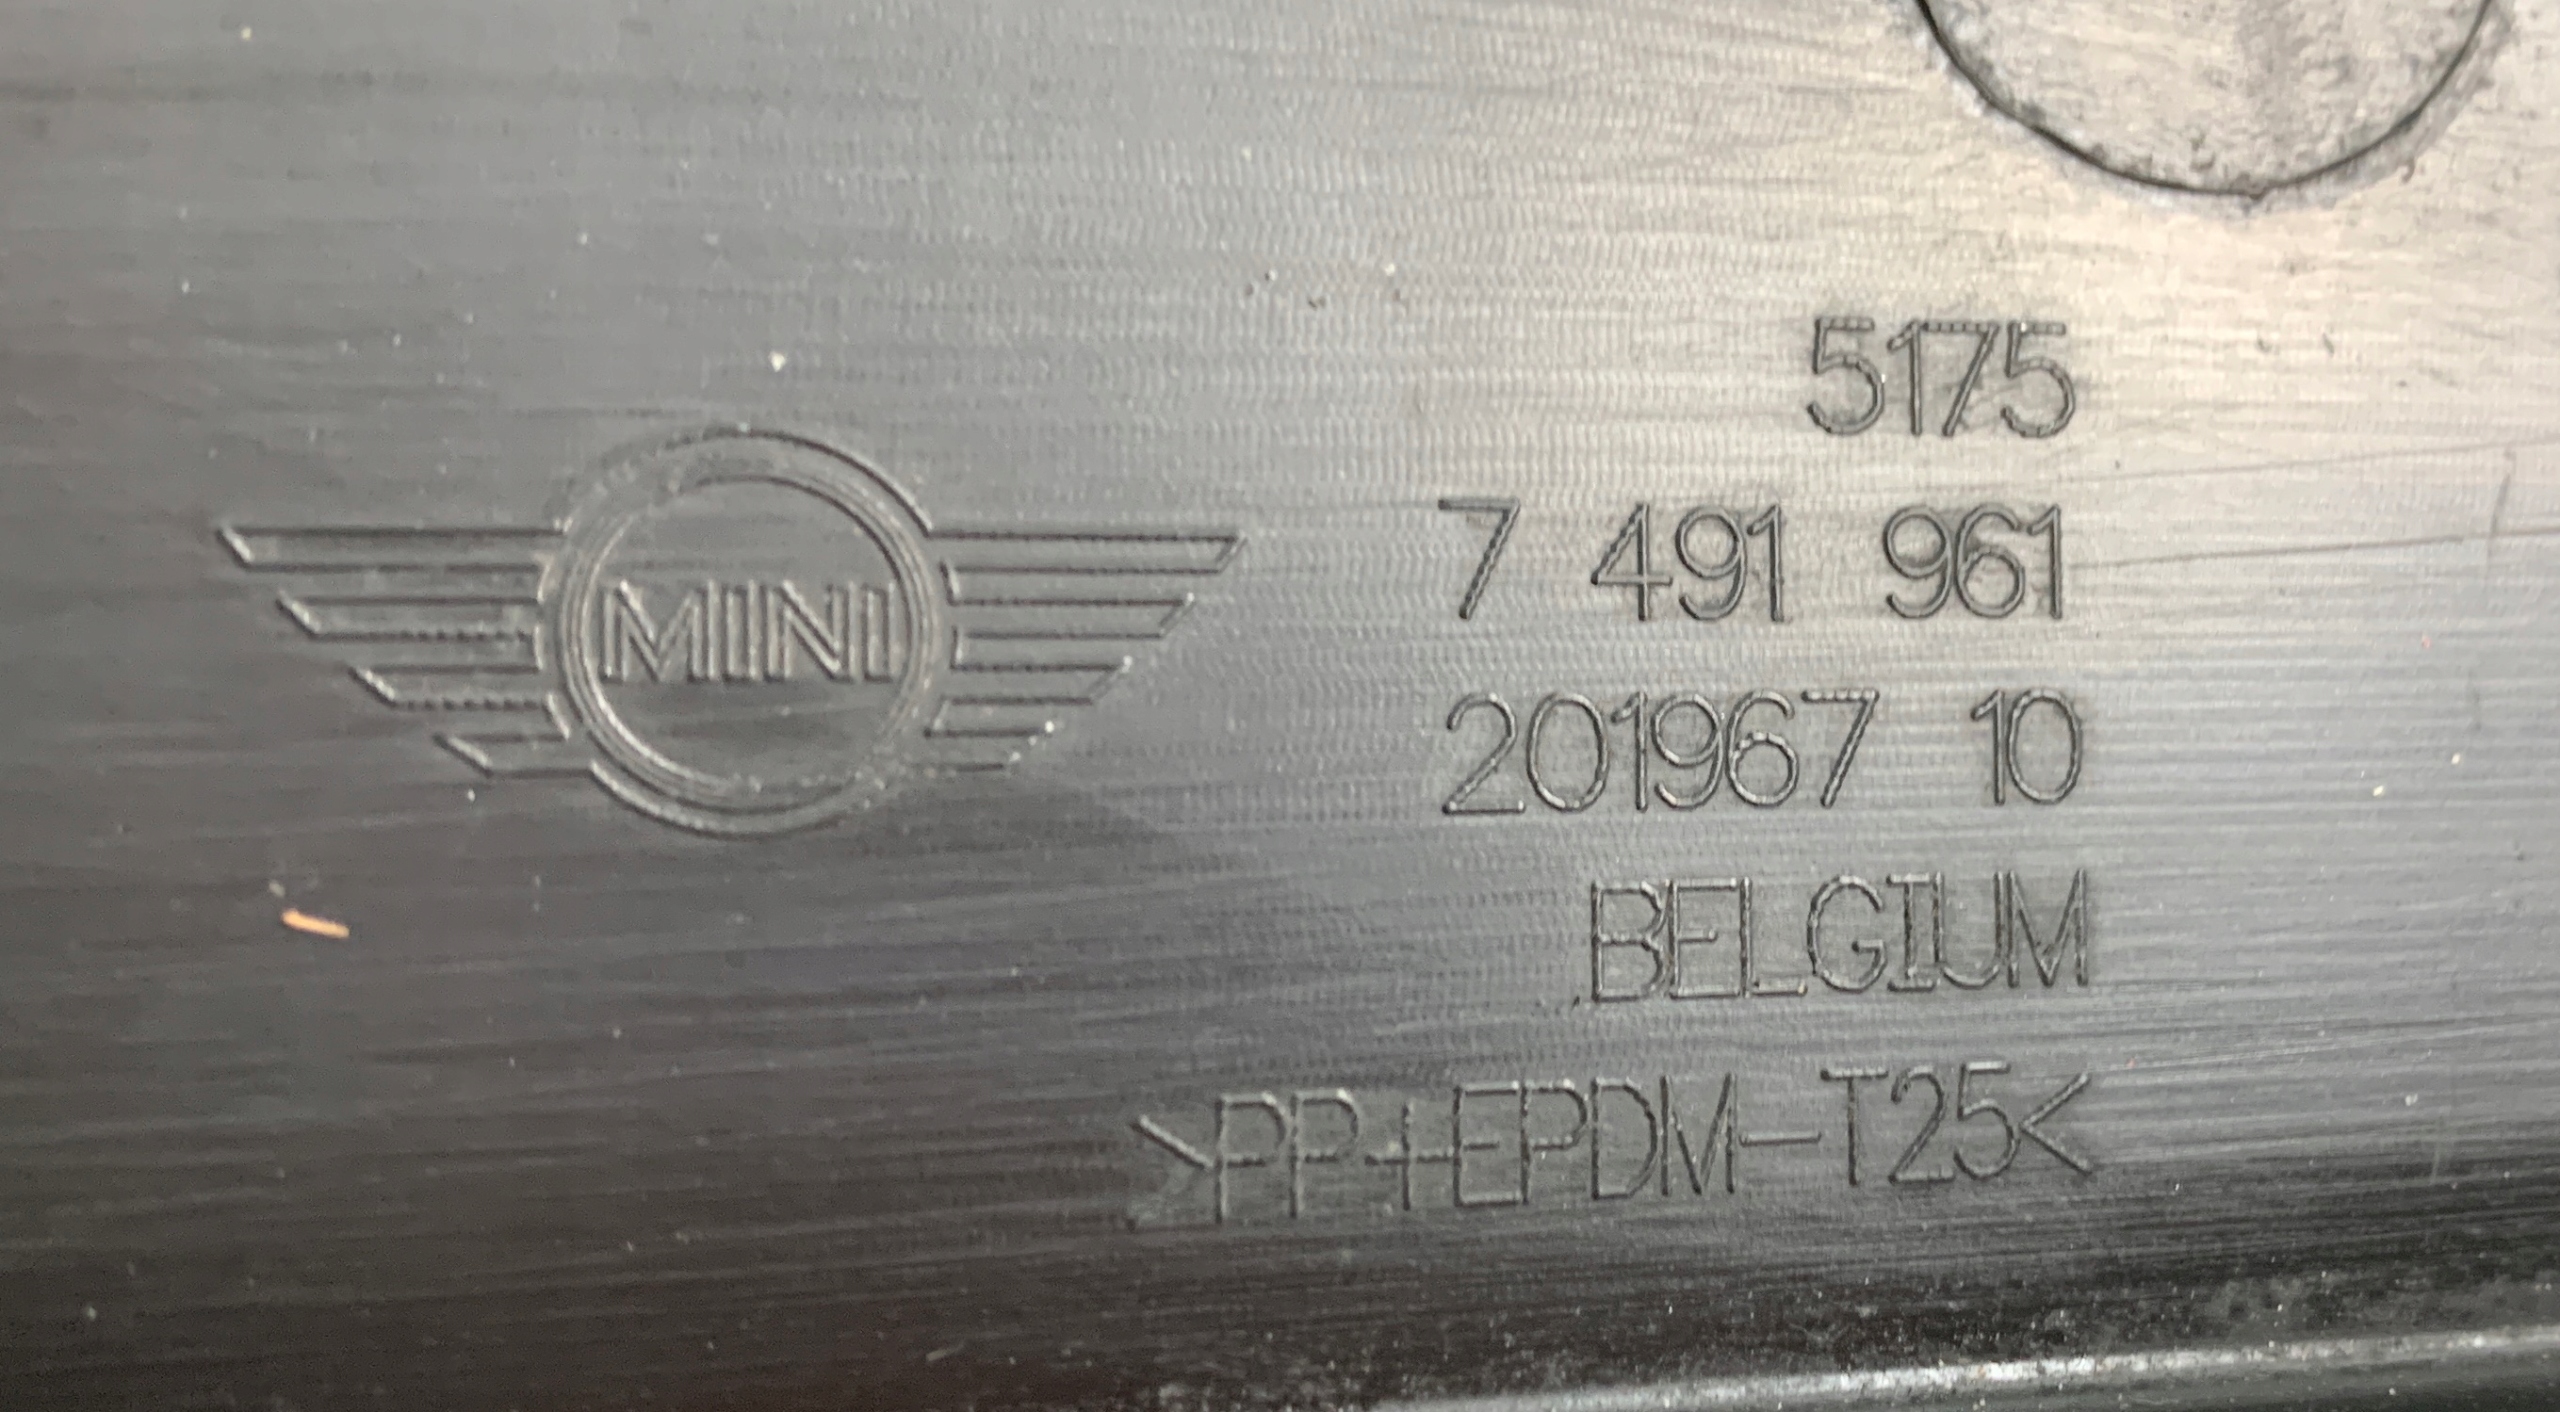 5175
MINI
7 491 961
201967 10
BELGIUM
>PP+EPDM-T25<